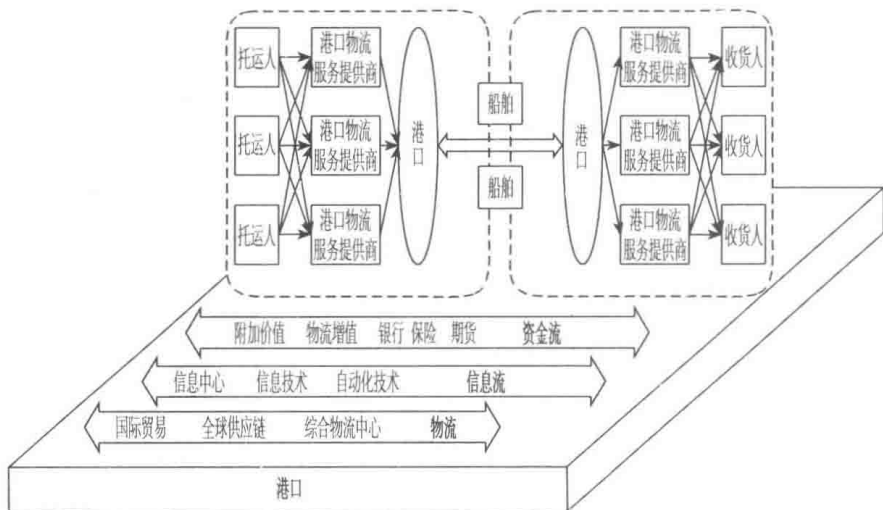 托运人
港口物流
服务提供商
托运人
港口物流
服务提供商
托运人
港口物流
服务提供商
港口
船舶
船舶
港口
港口物流
服务提供商
收货人
港口物流
服务提供商
收货人
港口物流
服务提供商
收货人
附加价值 物流增值 银行 保险 期货 资金流
信息中心 信息技术 自动化技术 信息流
国际贸易 全球供应链 综合物流中心 物流
港口